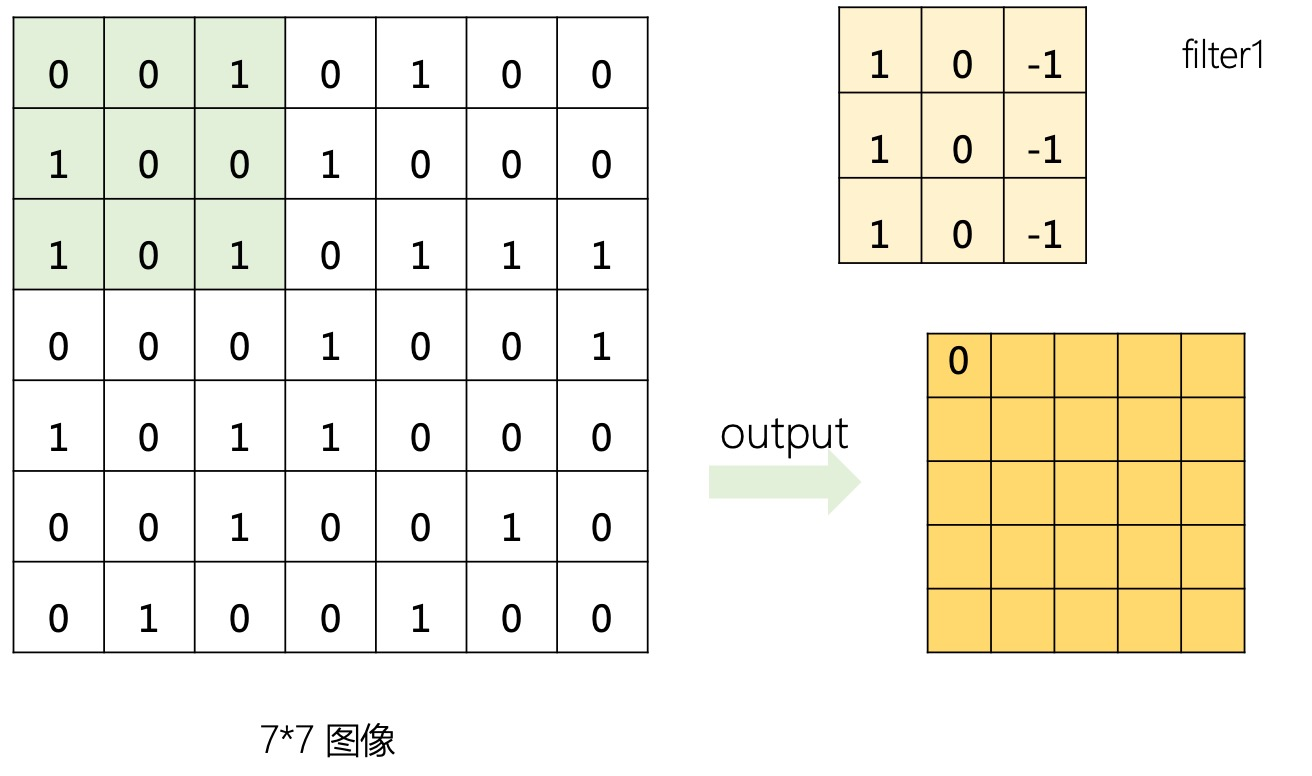 0 0 1 0 1 0 0
1 0 0 1 0 0 0
1 0 1 0 1 1 1
0 0 0 1 0 0 1
1 0 1 1 0 0 0
0 0 1 0 0 1 0
0 1 0 0 1 0 0
7*7 图像
1 0 -1
1 0 -1
1 0 -1
filter1
output
0